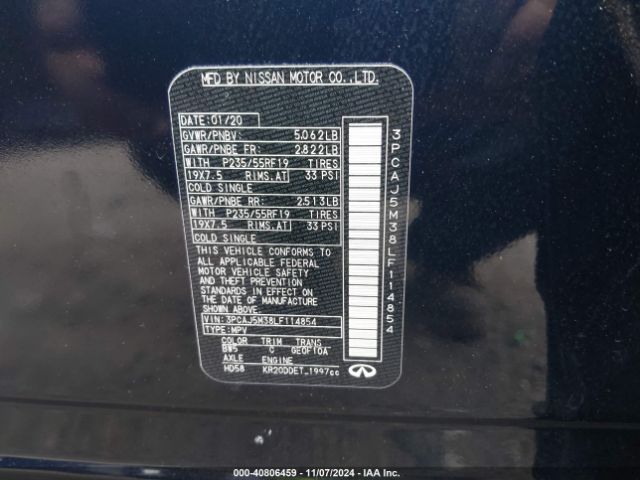 MFD BY NISSAN MOTOR CO.,LTD.
DATE: 01/20
GVWR/PNBV: 5,062LB
GAWR/PNBE FR: 2,822LB
WITH P235/55RF19 TIRES
19X7.5 RIMS,AT 33 PSI
COLD SINGLE
GAWR/PNBE RR: 2,513LB
WITH P235/55RF19 TIRES
19X7.5 RIMS,AT 33 PSI
COLD SINGLE
THIS VEHICLE CONFORMS TO
ALL APPLICABLE FEDERAL
MOTOR VEHICLE SAFETY
AND THEFT PREVENTION
STANDARDS IN EFFECT ON
THE DATE OF MANUFACTURE
SHOWN ABOVE.
VIN: 3PCAJ5M38LF114854
TYPE: MPV
COLOR TRIM TRANS
BW5 C GE0F10A
AXLE ENGINE
HD58 KR20DDET_1997cc
3PCAJ5M38LF114854
000-40806459 - 11/07/2024 - IAA Inc.